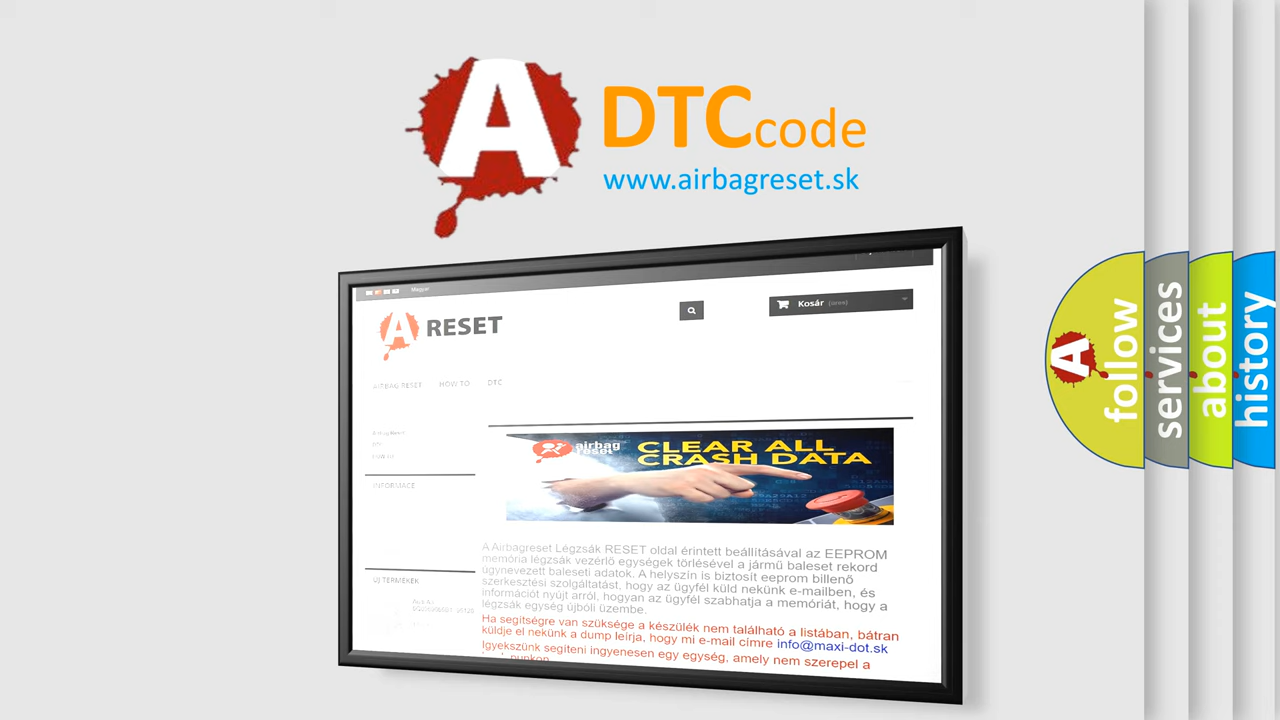 A DTCcode
www.airbagreset.sk
Magyar
Kosár (üres)
A RESET
AIRBAG RESET HOW TO DTC
airbag
reset
CLEAR ALL
CRASH DATA
INFORMACE
ÚJ TERMÉKEK
A Airbagreset Légzsák RESET oldal érintett beállításával az EEPROM
memória légzsák vezérlő egységek törlésével a jármű baleset rekord
úgynevezett baleseti adatok. A helyszín is biztosít eeprom billenő
szerkesztési szolgáltatást, hogy az ügyfél küld nekünk e-mailben, és
információt nyújt arról, hogyan az ügyfél szabhatja a memóriát, hogy a
légzsák egység újbóli üzembe.
Ha segítségre van szüksége a készülék nem található a listában, bátran
küldje el nekünk a dump leírja, hogy mi e-mail címre info@maxi-dot.sk
Igyekszünk segíteni ingyenesen egy egység, amely nem szerepel a
A
follow
services
about
history